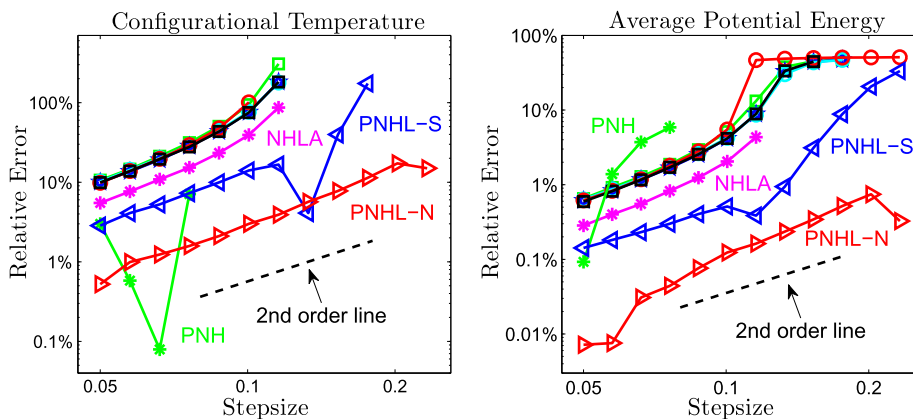 Configurational Temperature
Relative Error
100%
10%
1%
0.1%
NHLA
PNHL-S
PNHL-N
PNH
2nd order line
0.05
0.1
0.2
Stepsize
Average Potential Energy
Relative Error
100%
10%
1%
0.1%
0.01%
PNH
NHLA
PNHL-S
PNHL-N
2nd order line
0.05
0.1
0.2
Stepsize